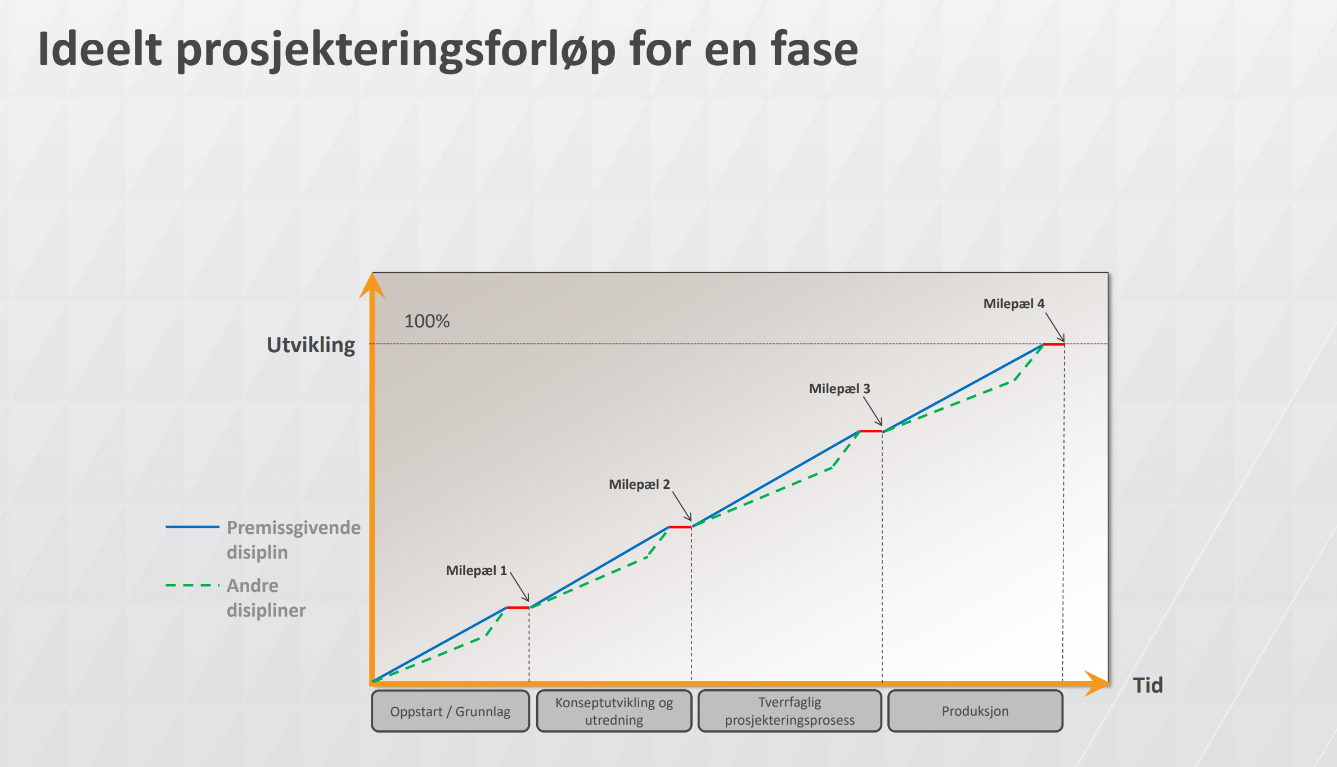 Ideelt prosjekteringsforløp for en fase
100%
Utvikling
Milepæl 4
Milepæl 3
Milepæl 2
Milepæl 1
Premissgivende
disiplin
Andre
disipliner
Tid
Oppstart / Grunnlag
Konseptutvikling og
utredning
Tverrfaglig
prosjekteringsprosess
Produksjon